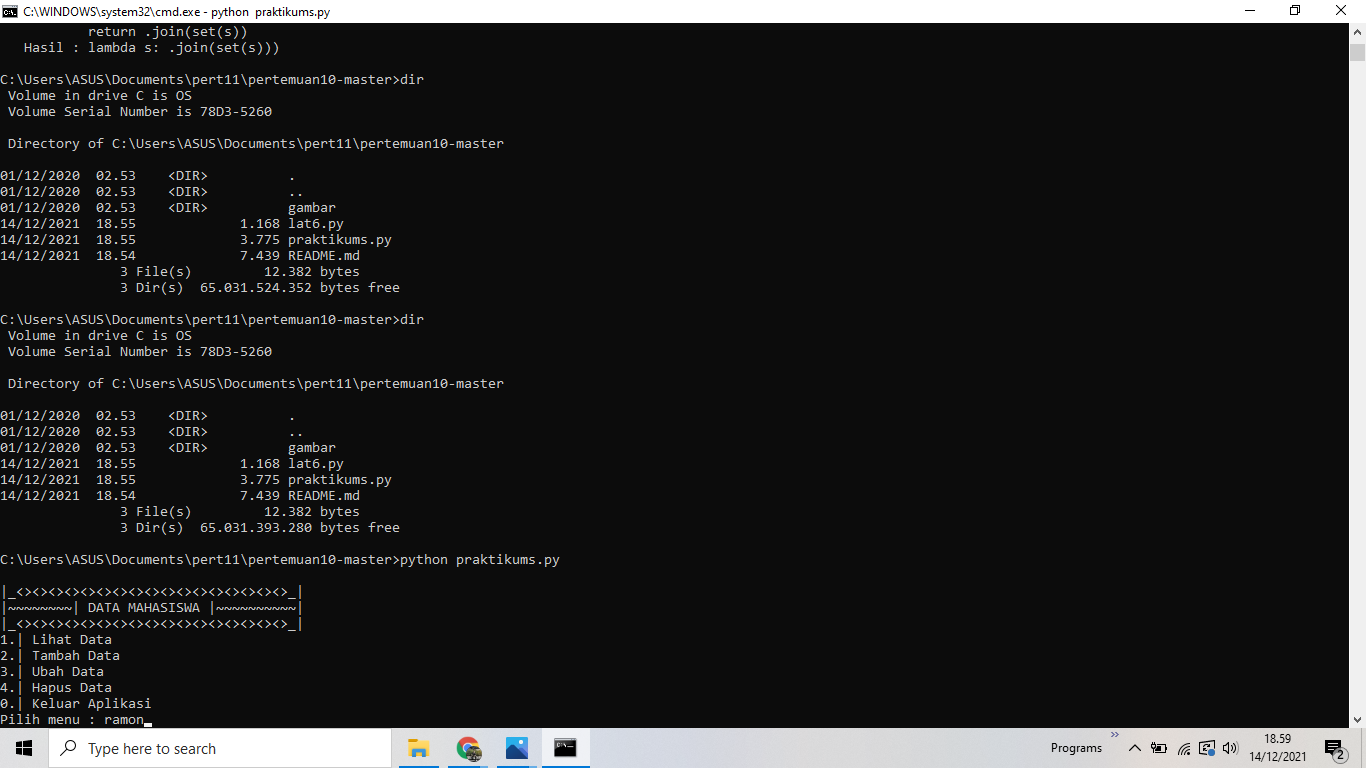 C:\WINDOWS\system32\cmd.exe - python  praktikums.py
           return .join(set(s))
   Hasil : lambda s: .join(set(s)))
C:\Users\ASUS\Documents\pert11\pertemuan10-master>dir
 Volume in drive C is OS
 Volume Serial Number is 78D3-5260
 Directory of C:\Users\ASUS\Documents\pert11\pertemuan10-master
01/12/2020  02.53    <DIR>          .
01/12/2020  02.53    <DIR>          ..
01/12/2020  02.53    <DIR>          gambar
14/12/2021  18.55             1.168 lat6.py
14/12/2021  18.55             3.775 praktikums.py
14/12/2021  18.54             7.439 README.md
               3 File(s)         12.382 bytes
               3 Dir(s)  65.031.524.352 bytes free
C:\Users\ASUS\Documents\pert11\pertemuan10-master>dir
 Volume in drive C is OS
 Volume Serial Number is 78D3-5260
 Directory of C:\Users\ASUS\Documents\pert11\pertemuan10-master
01/12/2020  02.53    <DIR>          .
01/12/2020  02.53    <DIR>          ..
01/12/2020  02.53    <DIR>          gambar
14/12/2021  18.55             1.168 lat6.py
14/12/2021  18.55             3.775 praktikums.py
14/12/2021  18.54             7.439 README.md
               3 File(s)         12.382 bytes
               3 Dir(s)  65.031.393.280 bytes free
C:\Users\ASUS\Documents\pert11\pertemuan10-master>python praktikums.py
|_<><><><><><><><><><><><><><><><><>_|
|~~~~~~~~| DATA MAHASISWA |~~~~~~~~~~|
|_<><><><><><><><><><><><><><><><><>_|
1.| Lihat Data
2.| Tambah Data
3.| Ubah Data
4.| Hapus Data
0.| Keluar Aplikasi
Pilih menu : ramon_
Type here to search
Programs
18.59
14/12/2021
2